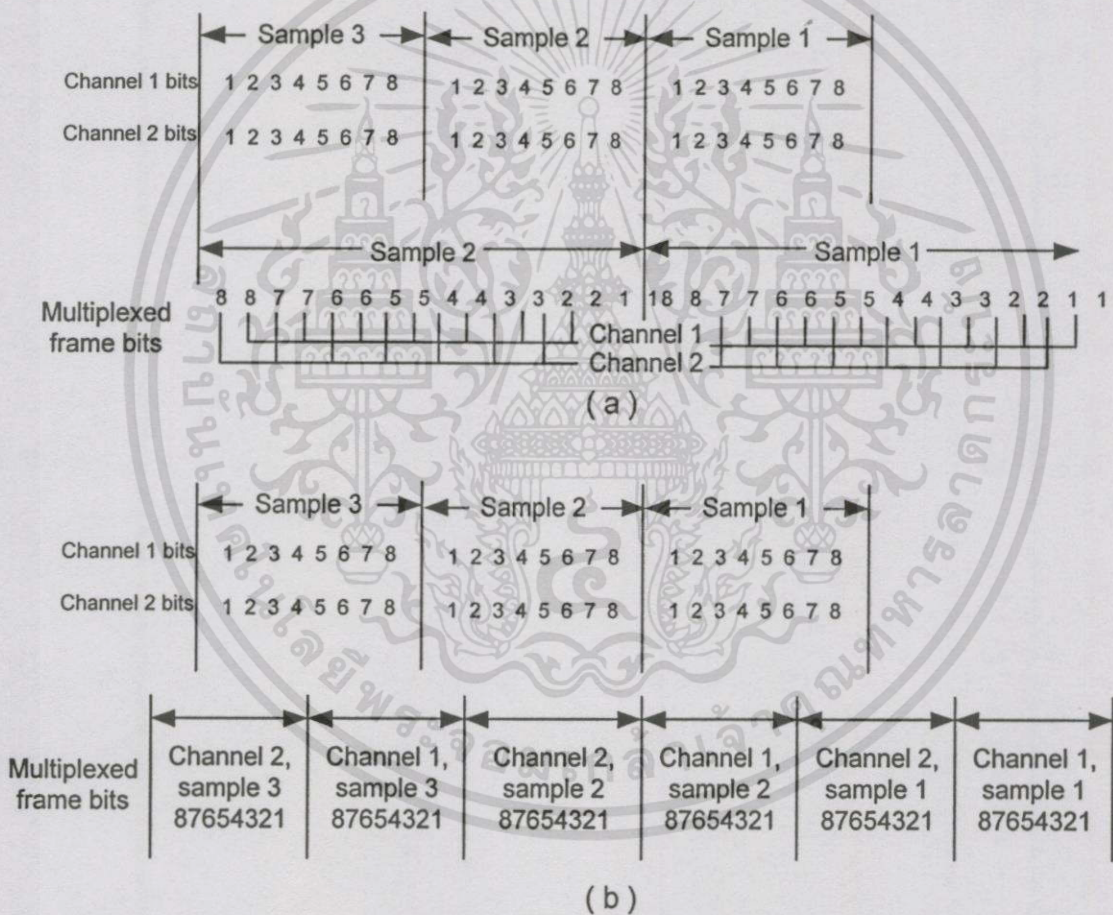 Sample 3 Sample 2 Sample 1
Channel 1 bits 1 2 3 4 5 6 7 8 1 2 3 4 5 6 7 8 1 2 3 4 5 6 7 8
Channel 2 bits 1 2 3 4 5 6 7 8 1 2 3 4 5 6 7 8 1 2 3 4 5 6 7 8
Sample 2 Sample 1
8 8 7 7 6 6 5 5 4 4 3 3 2 2 1 18 8 7 7 6 6 5 5 4 4 3 3 2 2 1 1
Multiplexed
frame bits
Channel 1
Channel 2
( a )
Sample 3 Sample 2 Sample 1
Channel 1 bits 1 2 3 4 5 6 7 8 1 2 3 4 5 6 7 8 1 2 3 4 5 6 7 8
Channel 2 bits 1 2 3 4 5 6 7 8 1 2 3 4 5 6 7 8 1 2 3 4 5 6 7 8
Multiplexed
frame bits
Channel 2,
sample 3
87654321
Channel 1,
sample 3
87654321
Channel 2,
sample 2
87654321
Channel 1,
sample 2
87654321
Channel 2,
sample 1
87654321
Channel 1,
sample 1
87654321
( b )